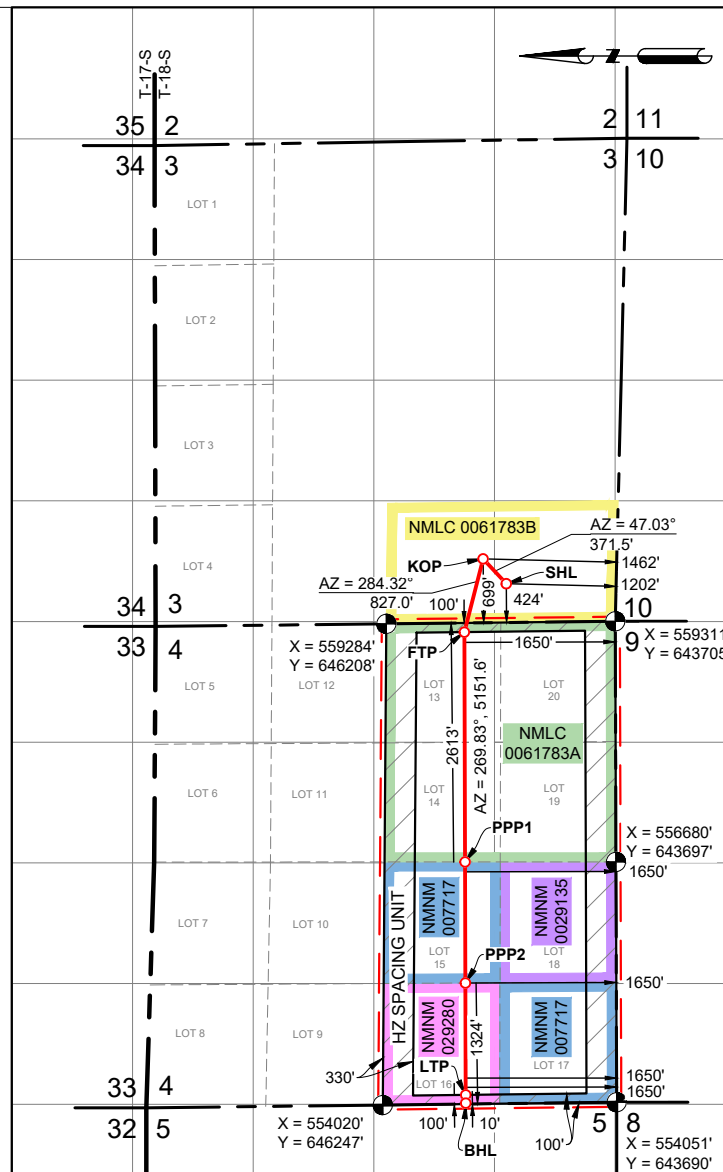 T-17-S
T-18-S
Z
35 2
34 3
2 11
3 10
LOT 1
LOT 2
LOT 3
LOT 4
NMLC 0061783B
AZ = 47.03°
371.5'
KOP
1462'
SHL
1202'
AZ = 284.32°
827.0'
699'
424'
100'
34 3
33 4
10
9
X = 559284'
Y = 646208'
X = 559311'
Y = 643705'
FTP
1650'
LOT 5
LOT 12
LOT
13
LOT
20
2613'
AZ = 269.83°, 5151.6'
NMLC
0061783A
LOT 6
LOT 11
LOT
14
LOT
19
PPP1
X = 556680'
Y = 643697'
1650'
HZ SPACING UNIT
NMNM
007717
NMNM
0029135
LOT 7
LOT 10
LOT
15
LOT
18
PPP2
1650'
NMNM
029280
1324'
NMNM
007717
LOT 8
LOT 9
LTP
LOT 16
LOT 17
330'
1650'
1650'
33 4
32 5
X = 554020'
Y = 646247'
100'
10'
BHL
100'
5 8
X = 554051'
Y = 643690'